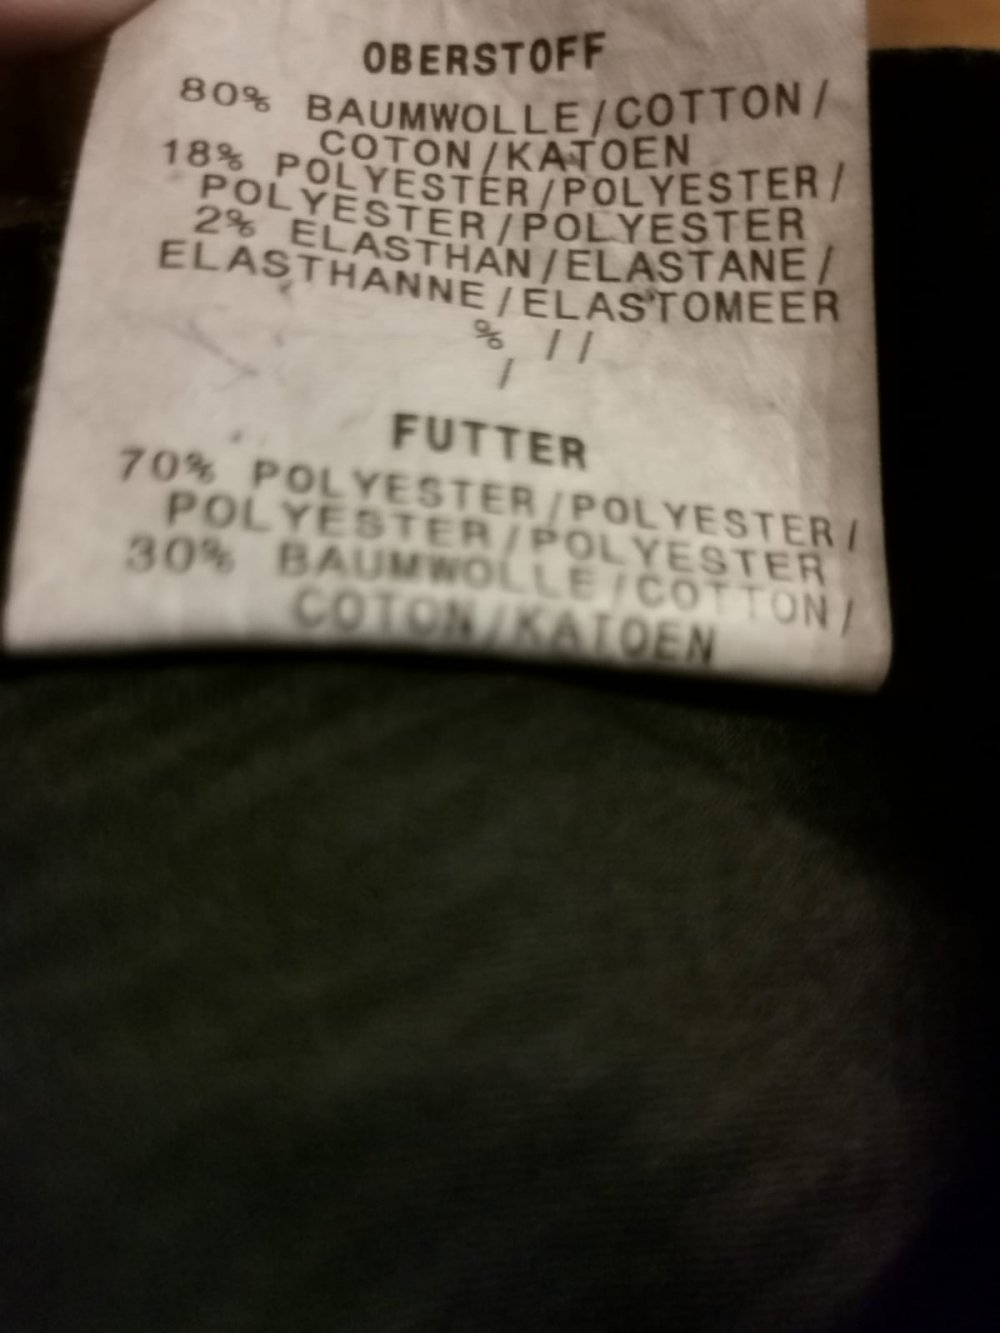 OBERSTOFF
80% BAUMWOLLE/COTTON/
COTON/KATOEN
18% POLYESTER/POLYESTER/
POLYESTER/POLYESTER
2% ELASTHAN/ELASTANE/
ELASTHANNE/ELASTOMEER
% //
/
FUTTER
70% POLYESTER/POLYESTER/
POLYESTER/POLYESTER
30% BAUMWOLLE/COTTON/
COTON/KATOEN